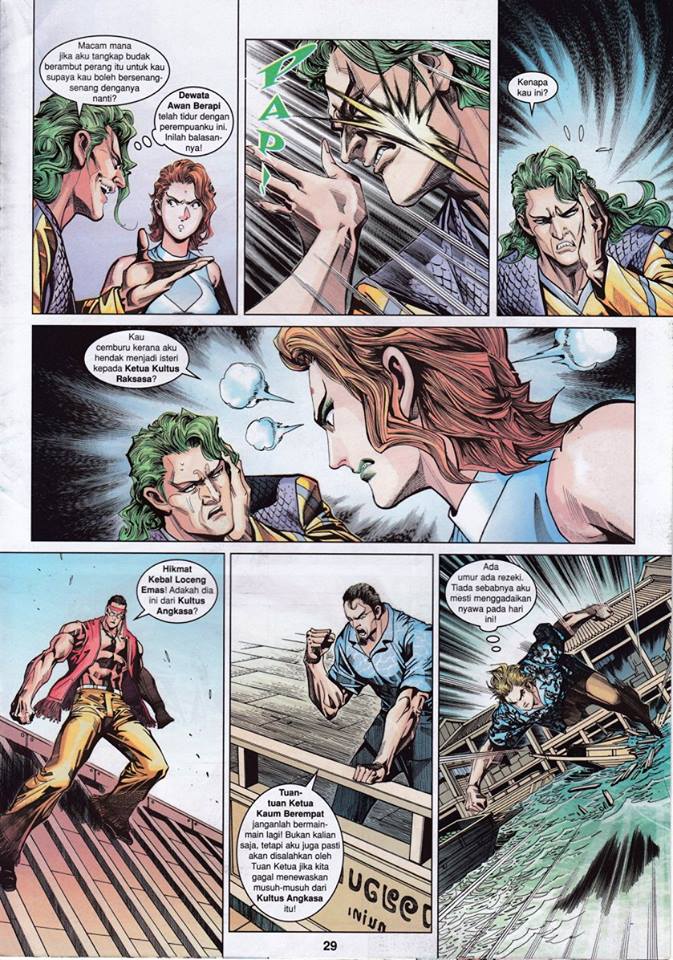 Macam mana
jika aku tangkap budak
berambut perang itu untuk kau
supaya kau boleh bersenang-
senang denganya
nanti?
Dewata
Awan Berapi
telah tidur dengan
perempuanku ini.
Inilah balasan-
nya!
PAP!
Kenapa
kau ini?
Kau
cemburu kerana aku
hendak menjadi isteri
kepada Ketua Kultus
Raksasa?
Hikmat
Kebal Loceng
Emas! Adakah dia
ini dari Kultus
Angkasa?
Tuan-
tuan Ketua
Kaum Berempat
janganlah bermain-
main lagi! Bukan kalian
saja, tetapi aku juga pasti
akan disalahkan oleh
Tuan Ketua jika kita
gagal menewaskan
musuh-musuh dari
Kultus Angkasa
itu!
Ada
umur ada rezeki.
Tiada sebabnya aku
mesti menggadaikan
nyawa pada hari
ini!
29